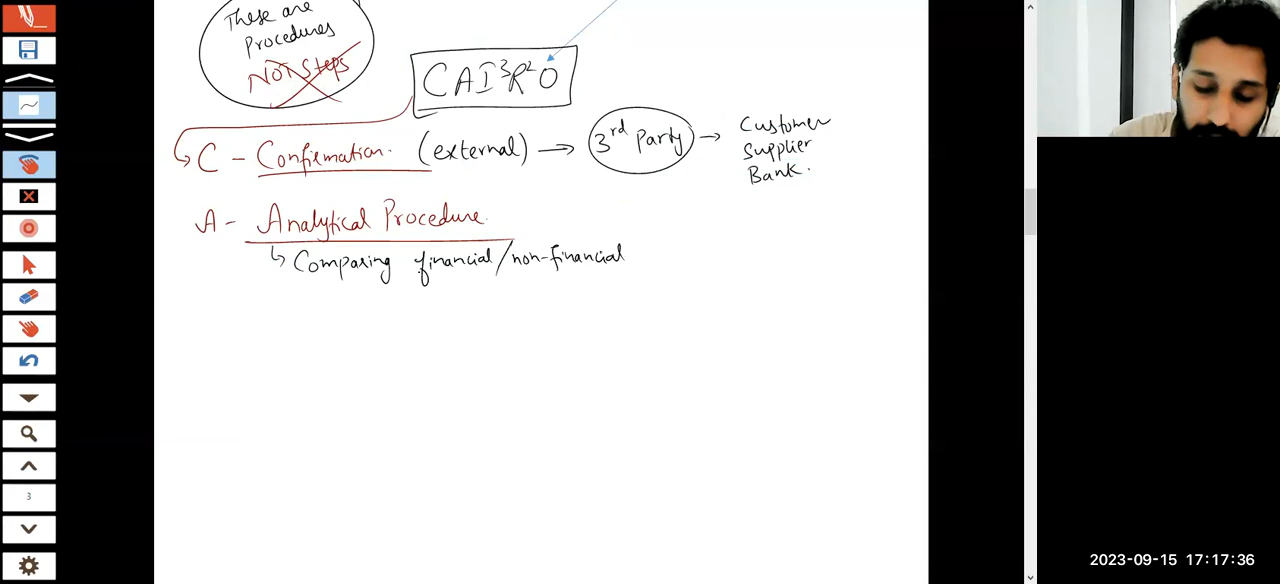 These are
Procedures
NOT Steps
CAI³R²O
C - Confirmation. (external) → 3rd Party → Customer
Supplier
Bank.
A - Analytical Procedure.
↳ Comparing financial/non-financial
3
2023-09-15 17:17:36